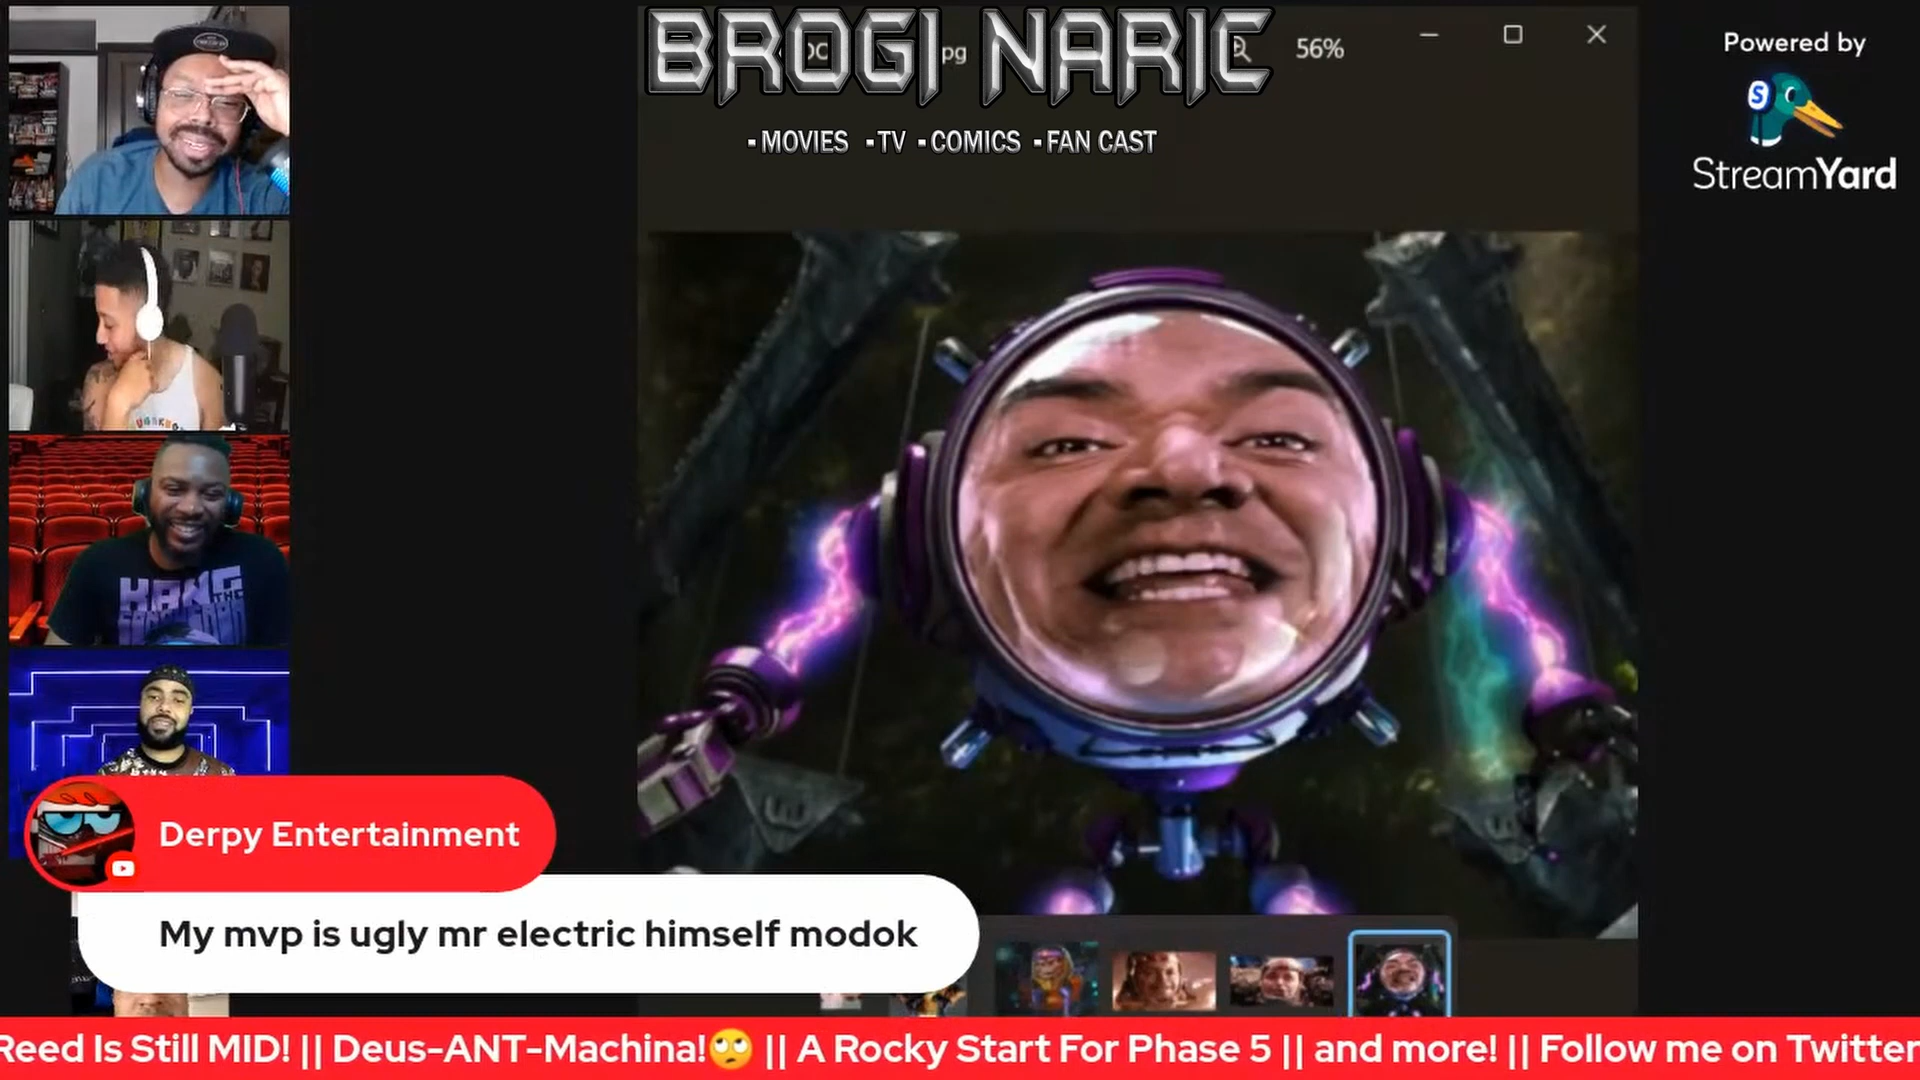 BROGI NARIC
56%
▪MOVIES ▪TV ▪COMICS ▪FAN CAST
Powered by
S
StreamYard
KANG
THE
Derpy Entertainment
My mvp is ugly mr electric himself modok
Reed Is Still MID! || Deus-ANT-Machina!🙄 || A Rocky Start For Phase 5 || and more! || Follow me on Twitter